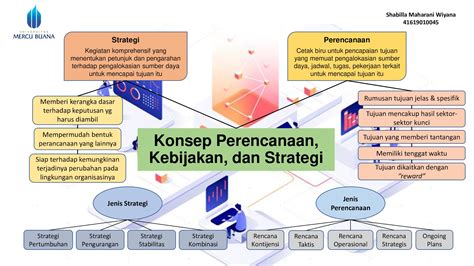 UNIVERSITAS
MERCU BUANA
Shabilla Maharani Wiyana
41619010045
Strategi
Kegiatan komprehensif yang
menentukan petunjuk dan pengarahan
terhadap pengalokasian sumber daya
untuk mencapai tujuan itu
Perencanaan
Cetak biru untuk pencapaian tujuan
yang memuat pengalokasian sumber
daya, jadwal, tugas, pekerjaan terkait
untuk mencapai tujuan itu
Memberi kerangka dasar
terhadap keputusan yg
harus diambil
Mempermudah bentuk
perancanaan yang lainnya
Siap terhadap kemungkinan
terjadinya perubahan pada
lingkungan organisasinya
Konsep Perencanaan,
Kebijakan, dan Strategi
Rumusan tujuan jelas & spesifik
Tujuan mencakup hasil sektor-
sektor kunci
Tujuan yang memberi tantangan
Memiliki tenggat waktu
Tujuan dikaitkan dengan
"reward"
Jenis Strategi
Strategi
Pertumbuhan
Strategi
Pengurangan
Strategi
Stabilitas
Strategi
Kombinasi
Jenis
Perencanaan
Rencana
Kontijensi
Rencana
Taktis
Rencana
Operasional
Rencana
Strategis
Ongoing
Plans